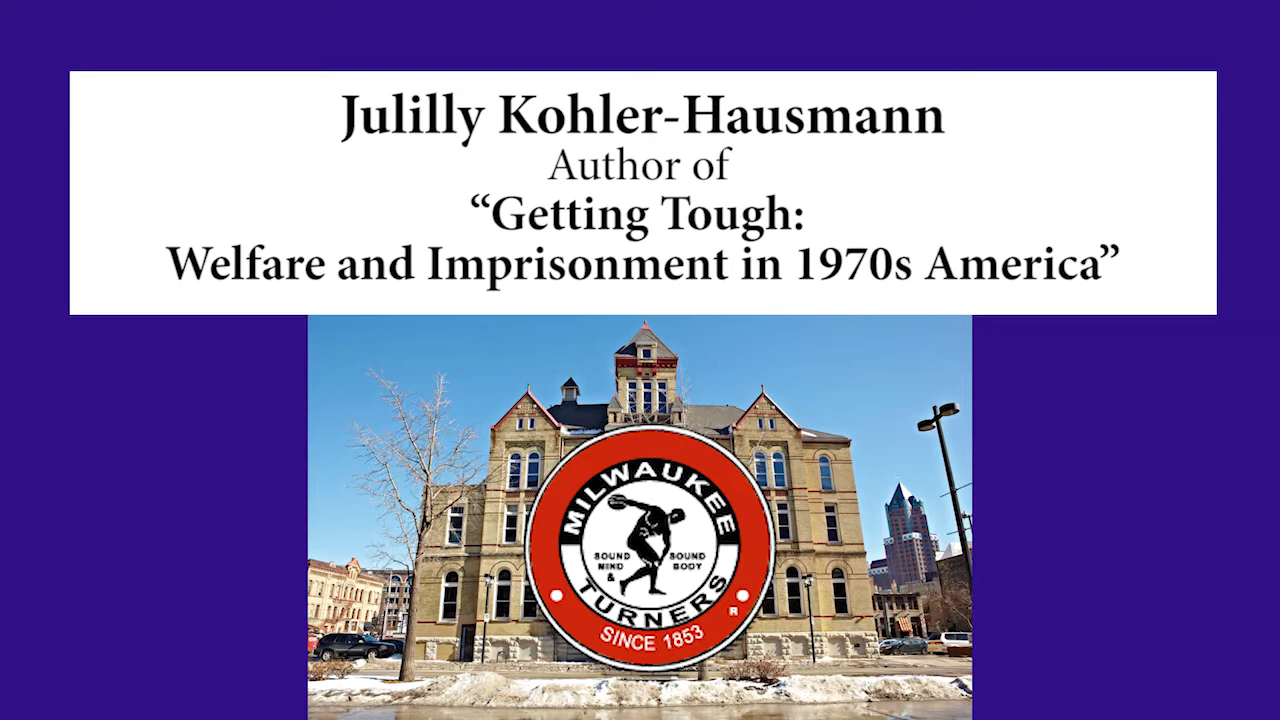 Julilly Kohler-Hausmann
Author of
“Getting Tough:
Welfare and Imprisonment in 1970s America”
MILWAUKEE
SOUND SOUND
MIND BODY
&
TURNERS
R
SINCE 1853